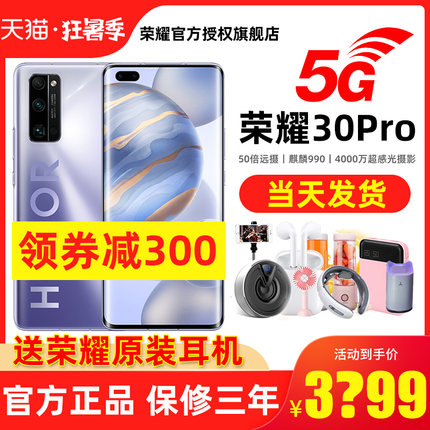 天猫·狂暑季
荣耀官方授权旗舰店
5G
荣耀30Pro
50倍远摄 | 麒麟990 | 4000万超感光摄影
当天发货
HONOR
领券减300
送荣耀原装耳机
官方正品 保修三年
活动到手价
¥3?99